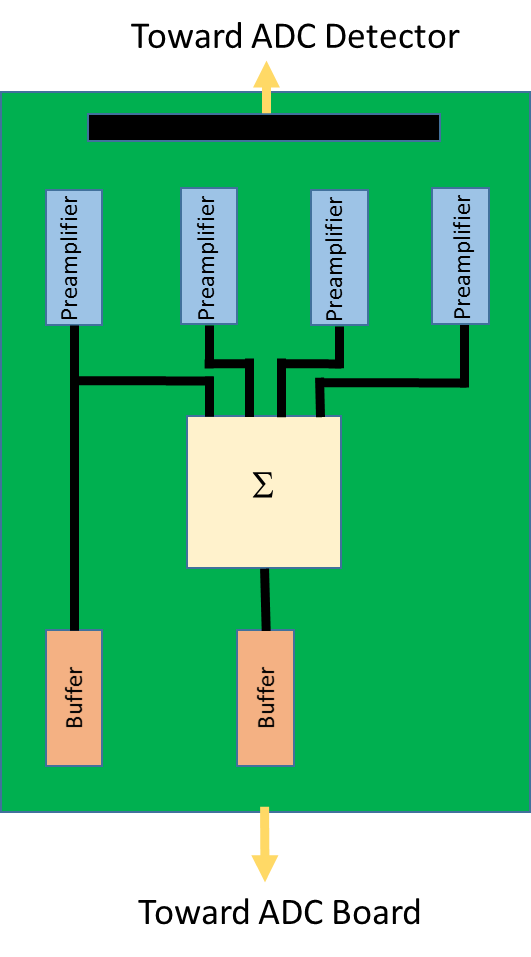 Toward ADC Detector
Preamplifier
Preamplifier
Preamplifier
Preamplifier
Σ
Buffer
Buffer
Toward ADC Board